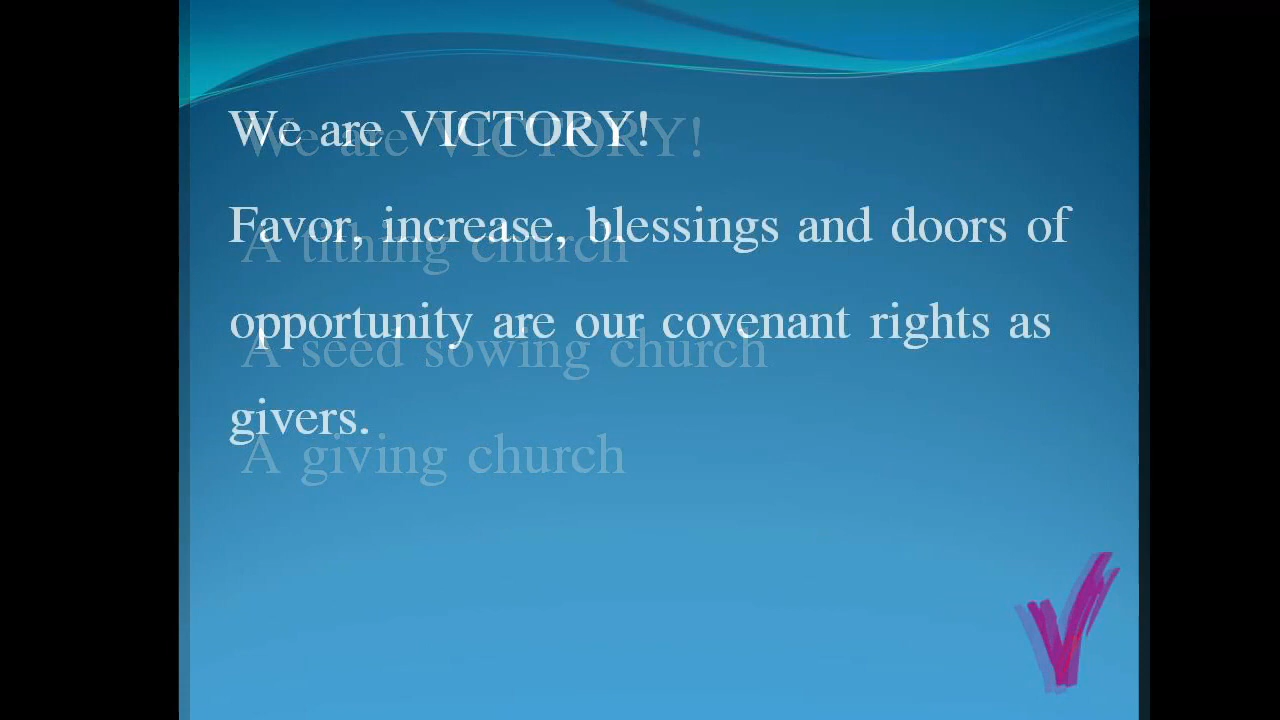 We are VICTORY!
We are VICTORY!
Favor, increase, blessings and doors of
A tithing church
opportunity are our covenant rights as
A seed sowing church
givers.
A giving church